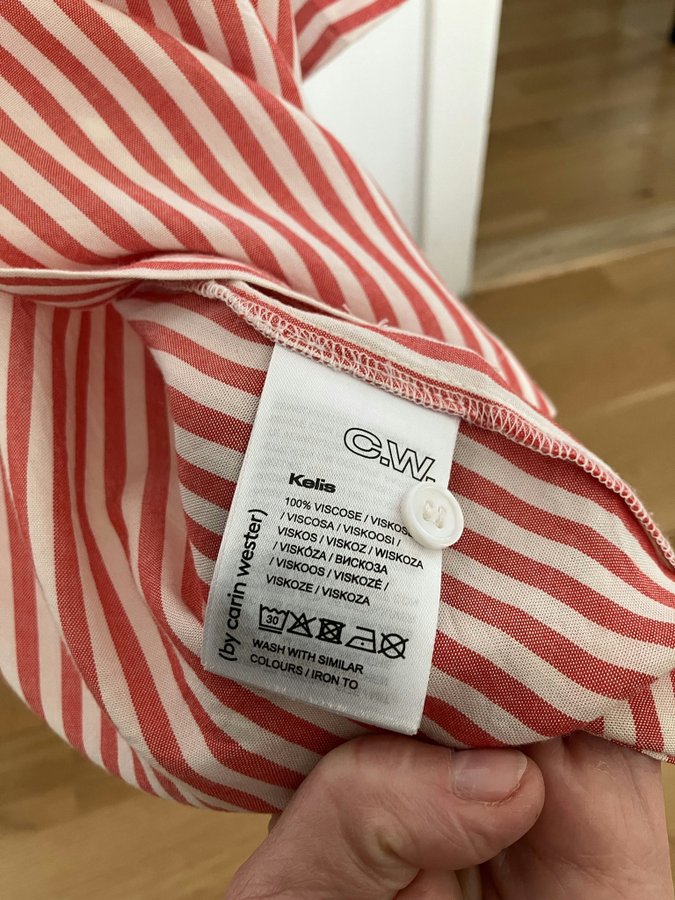 C.W.
Kelis
100% VISCOSE / VISKOS
/ VISCOSA / VISKOOSI /
VISKOS / VISKOZ / WISKOZA
/ VISKÓZA / ВИСКОЗА
/ VISKOOS / VISKOZĖ /
VISKOZE / VISKOZA
(by carin wester)
30
WASH WITH SIMILAR
COLOURS / IRON TO